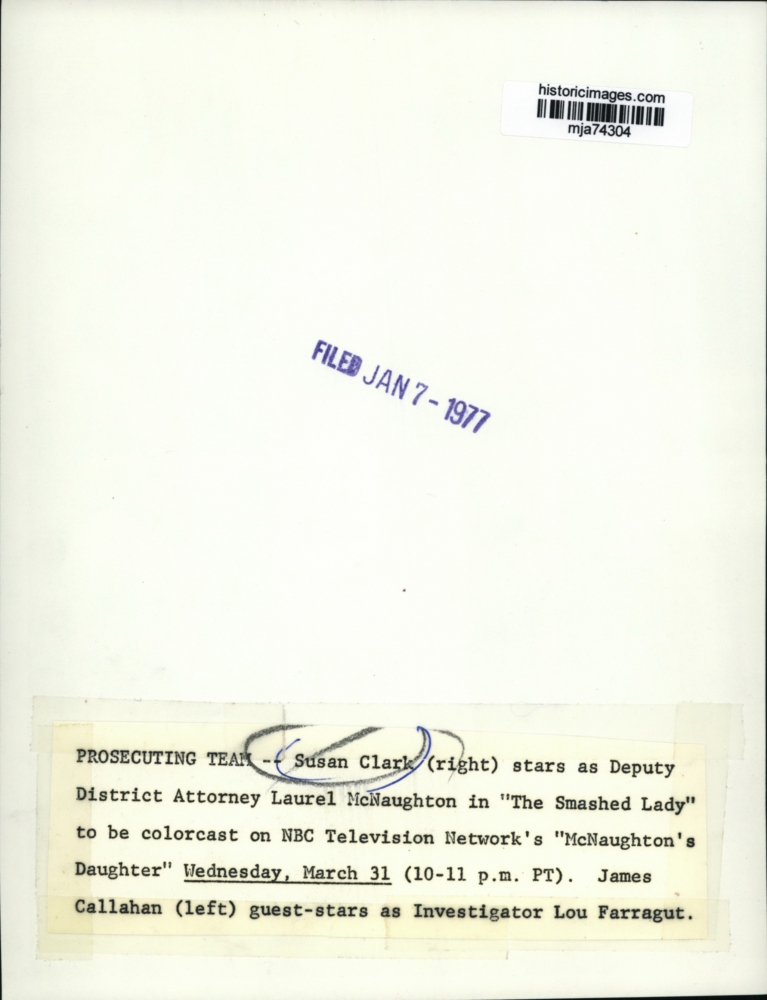 historicimages.com
mja74304
FILED JAN 7 - 1977
PROSECUTING TEAM -- Susan Clark (right) stars as Deputy
District Attorney Laurel McNaughton in "The Smashed Lady"
to be colorcast on NBC Television Network's "McNaughton's
Daughter" Wednesday, March 31 (10-11 p.m. PT). James
Callahan (left) guest-stars as Investigator Lou Farragut.